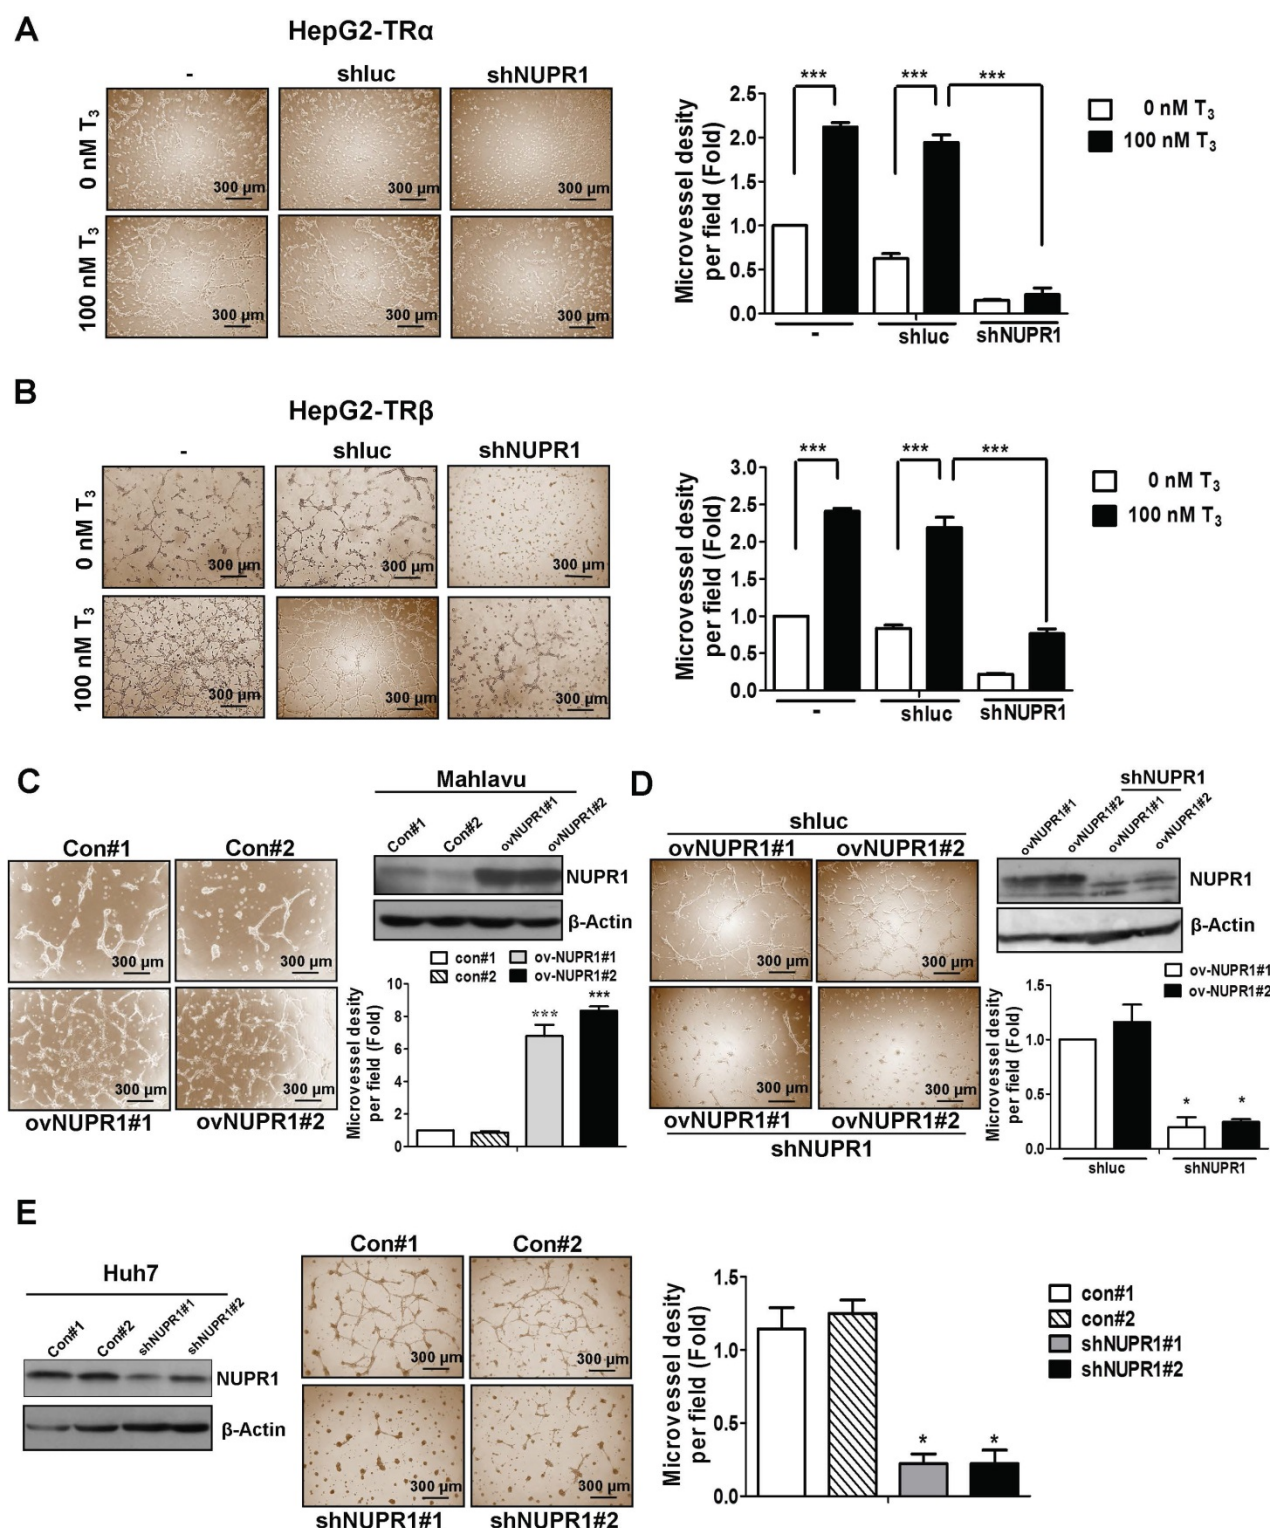 A
HepG2-TRα
- shluc shNUPR1
0 nM T3
300 µm 300 µm 300 µm
100 nM T3
300 µm 300 µm 300 µm
Microvessel desity
per field (Fold)
2.5
2.0
1.5
1.0
0.5
0.0
*** *** ***
- shluc shNUPR1
0 nM T3
100 nM T3
B
HepG2-TRβ
- shluc shNUPR1
0 nM T3
300 µm 300 µm 300 µm
100 nM T3
300 µm 300 µm 300 µm
Microvessel desity
per field (Fold)
3.0
2.5
2.0
1.5
1.0
0.5
0.0
*** *** ***
- shluc shNUPR1
0 nM T3
100 nM T3
C
Con#1 Con#2
300 µm 300 µm
300 µm 300 µm
ovNUPR1#1 ovNUPR1#2
Mahlavu
Con#1 Con#2 ovNUPR1#1 ovNUPR1#2
NUPR1
β-Actin
con#1 ov-NUPR1#1
con#2 ov-NUPR1#2
Microvessel desity
per field (Fold)
10
8
6
4
2
0
*** ***
D
shluc
ovNUPR1#1 ovNUPR1#2
300 µm 300 µm
300 µm 300 µm
ovNUPR1#1 ovNUPR1#2
shNUPR1
shNUPR1
ovNUPR1#1 ovNUPR1#2 ovNUPR1#1 ovNUPR1#2
NUPR1
β-Actin
ov-NUPR1#1
ov-NUPR1#2
Microvessel desity
per field (Fold)
1.5
1.0
0.5
0.0
* *
shluc shNUPR1
E
Huh7
Con#1 Con#2 shNUPR1#1 shNUPR1#2
NUPR1
β-Actin
Con#1 Con#2
300 µm 300 µm
300 µm 300 µm
shNUPR1#1 shNUPR1#2
Microvessel desity
per field (Fold)
1.5
1.0
0.5
0.0
* *
con#1
con#2
shNUPR1#1
shNUPR1#2